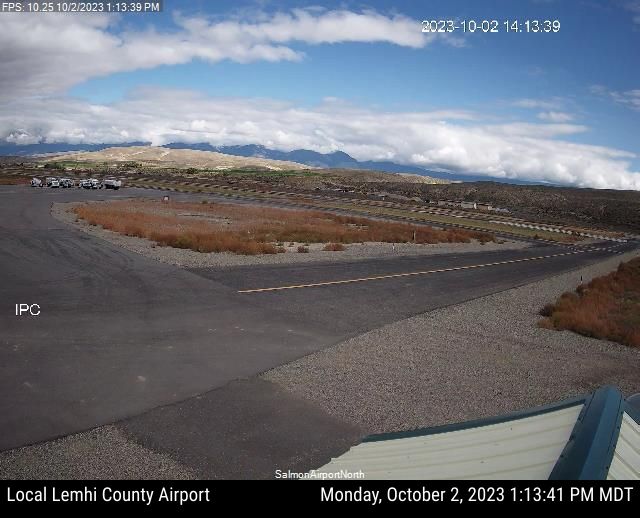 FPS: 10.25 10/2/2023 1:13:39 PM
2023-10-02 14:13:39
IPC
SalmonAirportNorth
Local Lemhi County Airport Monday, October 2, 2023 1:13:41 PM MDT